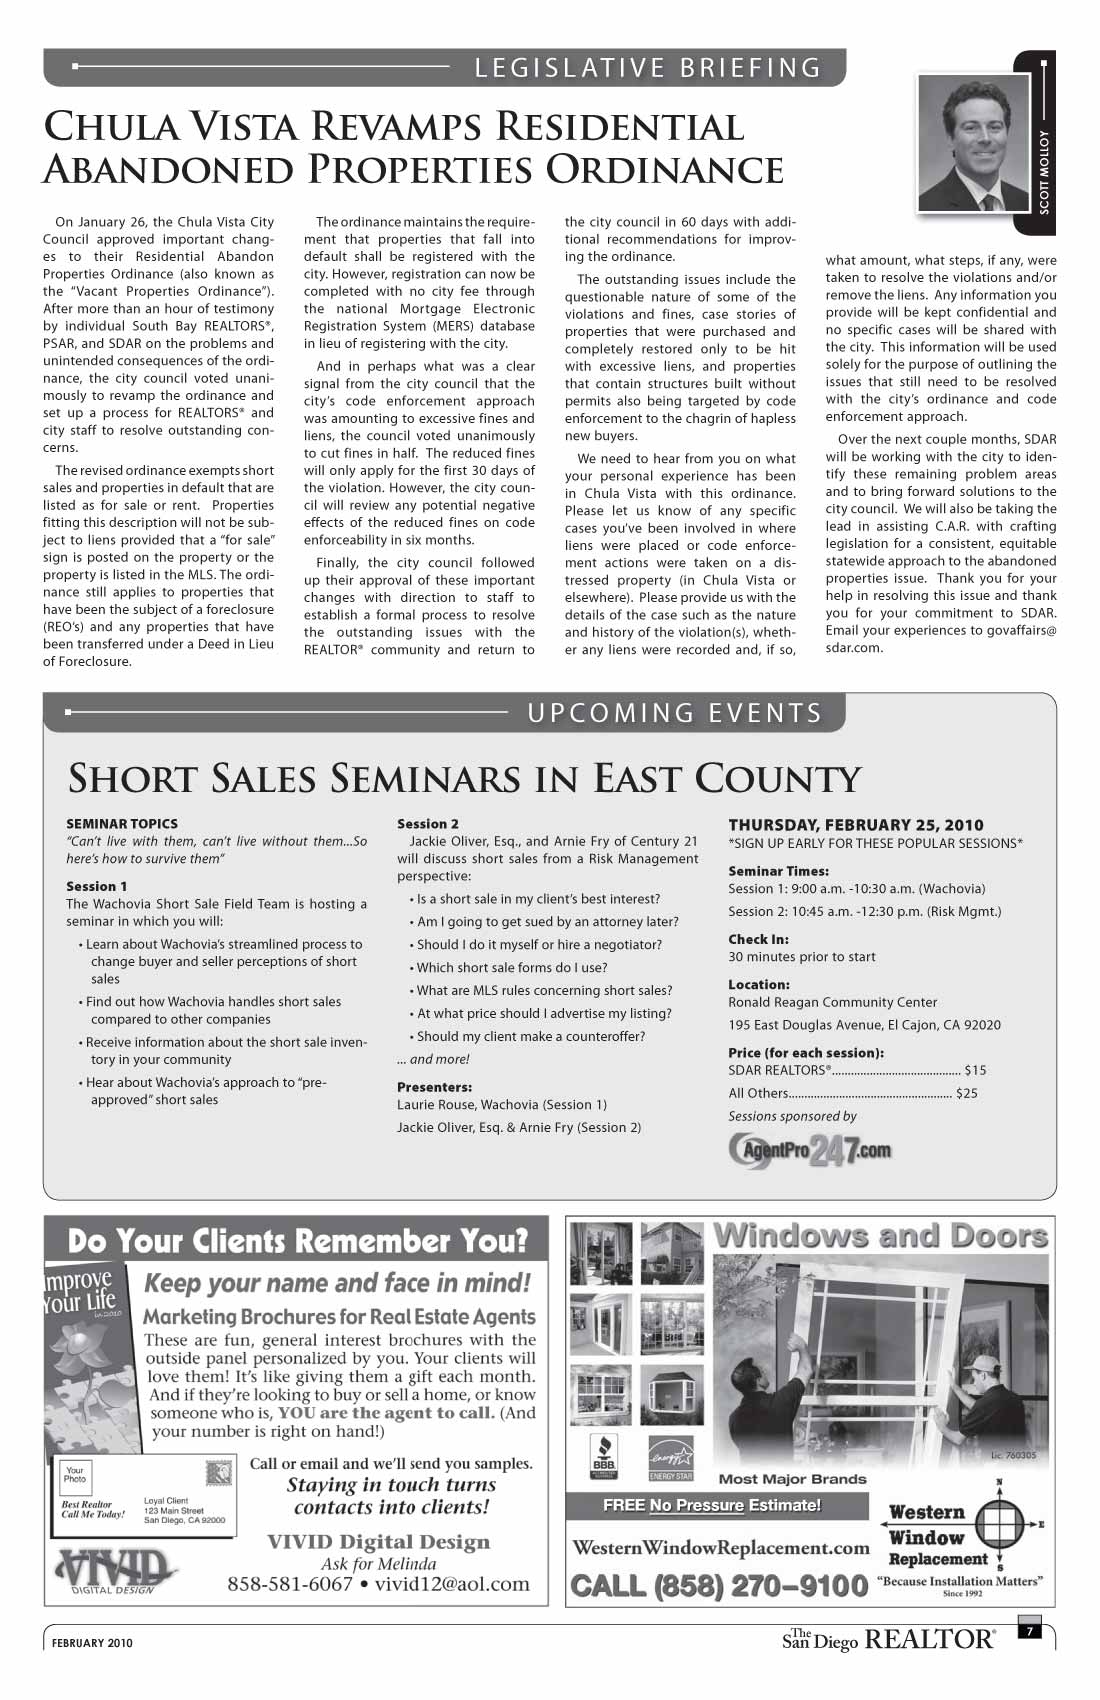 LEGISLATIVE BRIEFING
SCOTT MOLLOY
CHULA VISTA REVAMPS RESIDENTIAL
ABANDONED PROPERTIES ORDINANCE
On January 26, the Chula Vista City
Council approved important chang-
es to their Residential Abandon
Properties Ordinance (also known as
the “Vacant Properties Ordinance”).
After more than an hour of testimony
by individual South Bay REALTORS®,
PSAR, and SDAR on the problems and
unintended consequences of the ordi-
nance, the city council voted unani-
mously to revamp the ordinance and
set up a process for REALTORS® and
city staff to resolve outstanding con-
cerns.
The revised ordinance exempts short
sales and properties in default that are
listed as for sale or rent. Properties
fitting this description will not be sub-
ject to liens provided that a “for sale”
sign is posted on the property or the
property is listed in the MLS. The ordi-
nance still applies to properties that
have been the subject of a foreclosure
(REO’s) and any properties that have
been transferred under a Deed in Lieu
of Foreclosure.
The ordinance maintains the require-
ment that properties that fall into
default shall be registered with the
city. However, registration can now be
completed with no city fee through
the national Mortgage Electronic
Registration System (MERS) database
in lieu of registering with the city.
And in perhaps what was a clear
signal from the city council that the
city’s code enforcement approach
was amounting to excessive fines and
liens, the council voted unanimously
to cut fines in half. The reduced fines
will only apply for the first 30 days of
the violation. However, the city coun-
cil will review any potential negative
effects of the reduced fines on code
enforceability in six months.
Finally, the city council followed
up their approval of these important
changes with direction to staff to
establish a formal process to resolve
the outstanding issues with the
REALTOR® community and return to
the city council in 60 days with addi-
tional recommendations for improv-
ing the ordinance.
The outstanding issues include the
questionable nature of some of the
violations and fines, case stories of
properties that were purchased and
completely restored only to be hit
with excessive liens, and properties
that contain structures built without
permits also being targeted by code
enforcement to the chagrin of hapless
new buyers.
We need to hear from you on what
your personal experience has been
in Chula Vista with this ordinance.
Please let us know of any specific
cases you’ve been involved in where
liens were placed or code enforce-
ment actions were taken on a dis-
tressed property (in Chula Vista or
elsewhere). Please provide us with the
details of the case such as the nature
and history of the violation(s), wheth-
er any liens were recorded and, if so,
what amount, what steps, if any, were
taken to resolve the violations and/or
remove the liens. Any information you
provide will be kept confidential and
no specific cases will be shared with
the city. This information will be used
solely for the purpose of outlining the
issues that still need to be resolved
with the city’s ordinance and code
enforcement approach.
Over the next couple months, SDAR
will be working with the city to iden-
tify these remaining problem areas
and to bring forward solutions to the
city council. We will also be taking the
lead in assisting C.A.R. with crafting
legislation for a consistent, equitable
statewide approach to the abandoned
properties issue. Thank you for your
help in resolving this issue and thank
you for your commitment to SDAR.
Email your experiences to govaffairs@
sdar.com.
UPCOMING EVENTS
SHORT SALES SEMINARS IN EAST COUNTY
SEMINAR TOPICS
“Can’t live with them, can’t live without them...So
here’s how to survive them”
Session 1
The Wachovia Short Sale Field Team is hosting a
seminar in which you will:
• Learn about Wachovia’s streamlined process to
change buyer and seller perceptions of short
sales
• Find out how Wachovia handles short sales
compared to other companies
• Receive information about the short sale inven-
tory in your community
• Hear about Wachovia’s approach to “pre-
approved” short sales
Session 2
Jackie Oliver, Esq., and Arnie Fry of Century 21
will discuss short sales from a Risk Management
perspective:
• Is a short sale in my client’s best interest?
• Am I going to get sued by an attorney later?
• Should I do it myself or hire a negotiator?
• Which short sale forms do I use?
• What are MLS rules concerning short sales?
• At what price should I advertise my listing?
• Should my client make a counteroffer?
... and more!
Presenters:
Laurie Rouse, Wachovia (Session 1)
Jackie Oliver, Esq. & Arnie Fry (Session 2)
THURSDAY, FEBRUARY 25, 2010
*SIGN UP EARLY FOR THESE POPULAR SESSIONS*
Seminar Times:
Session 1: 9:00 a.m. -10:30 a.m. (Wachovia)
Session 2: 10:45 a.m. -12:30 p.m. (Risk Mgmt.)
Check In:
30 minutes prior to start
Location:
Ronald Reagan Community Center
195 East Douglas Avenue, El Cajon, CA 92020
Price (for each session):
SDAR REALTORS®......................................... $15
All Others.................................................... $25
Sessions sponsored by
AgentPro247.com
Do Your Clients Remember You?
Improve
Your Life
in 2010
Keep your name and face in mind!
Marketing Brochures for Real Estate Agents
These are fun, general interest brochures with the
outside panel personalized by you. Your clients will
love them! It’s like giving them a gift each month.
And if they’re looking to buy or sell a home, or know
someone who is, YOU are the agent to call. (And
your number is right on hand!)
Your
Photo
Best Realtor
Call Me Today!
Loyal Client
123 Main Street
San Diego, CA 92000
Call or email and we’ll send you samples.
Staying in touch turns
contacts into clients!
VIVID Digital Design
Ask for Melinda
858-581-6067 • vivid12@aol.com
VIVID
DIGITAL DESIGN
Windows and Doors
Lic. 760305
BBB.
ACCREDITED
BUSINESS
energy
ENERGY STAR
Most Major Brands
FREE No Pressure Estimate!
WesternWindowReplacement.com
CALL (858) 270-9100
Western
Window
Replacement
N
E
S
“Because Installation Matters”
Since 1992
FEBRUARY 2010
The
San Diego REALTOR®
7